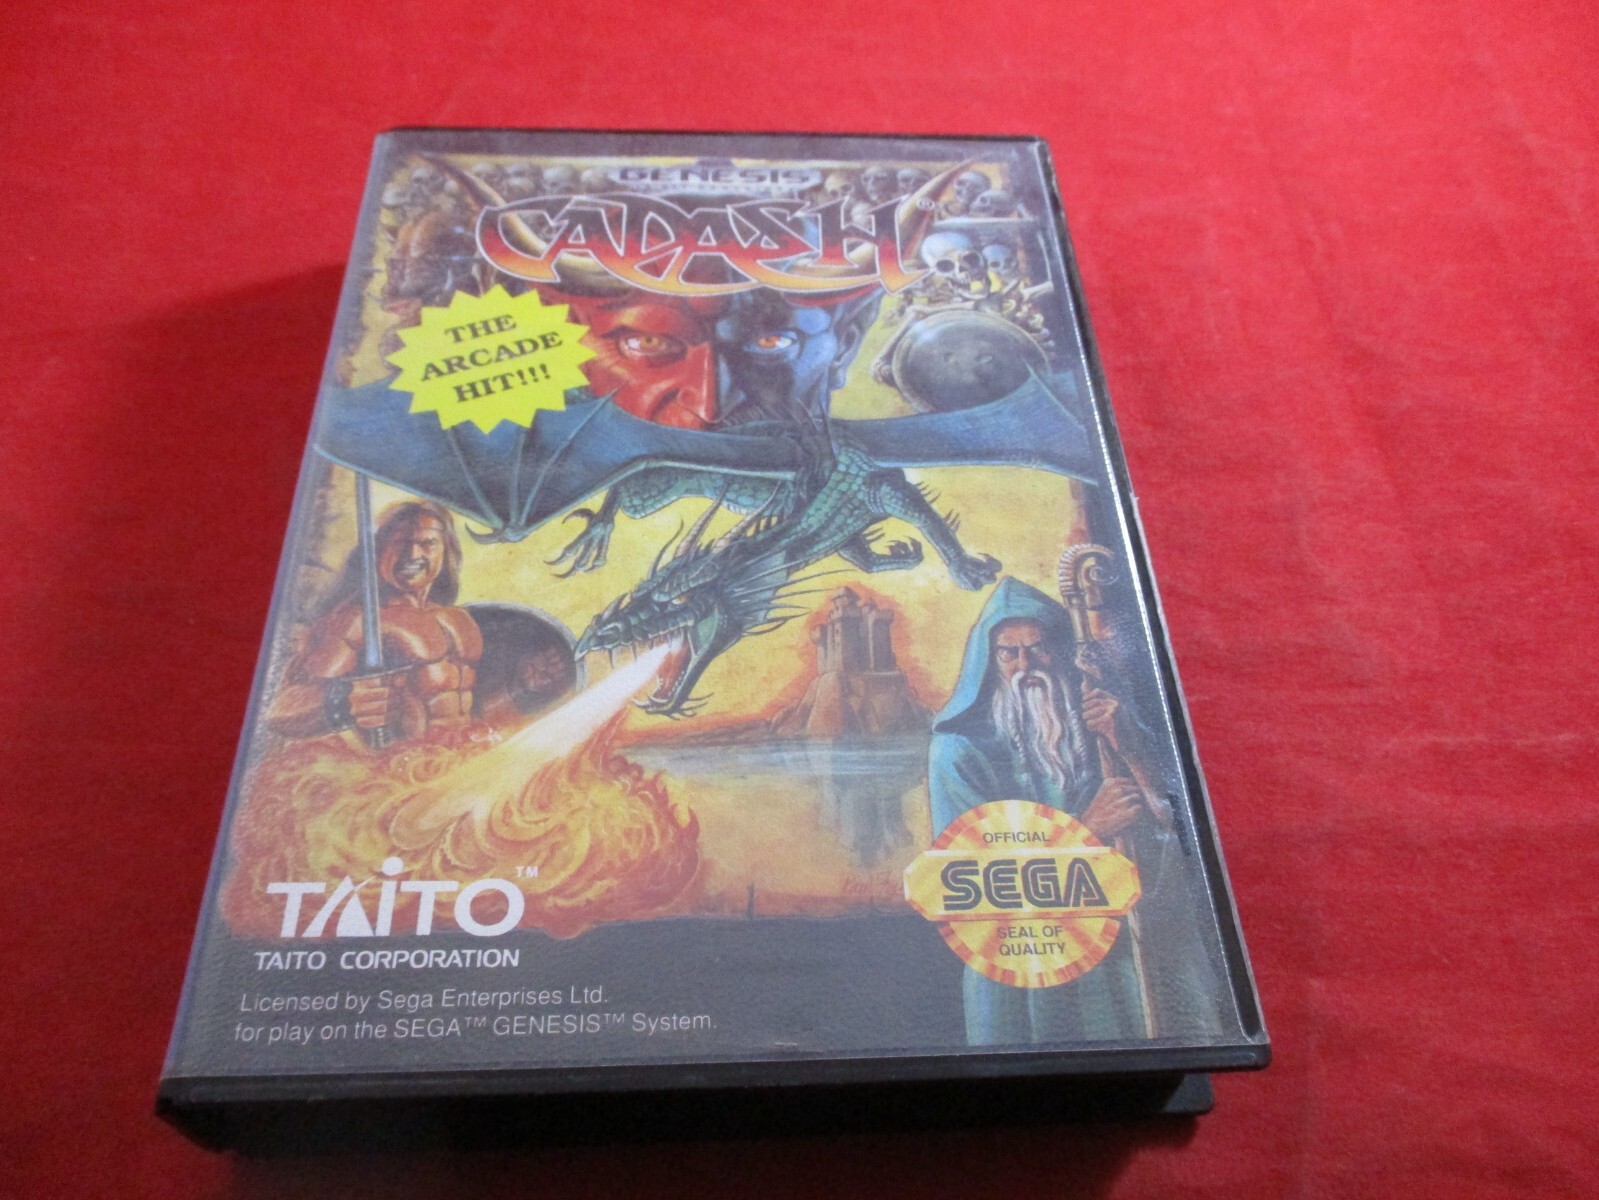 GENESIS
CADASH®
THE
ARCADE
HIT!!!
TAiTO™
TAITO CORPORATION
Licensed by Sega Enterprises Ltd.
for play on the SEGA™ GENESIS™ System.
OFFICIAL
SEGA
SEAL OF
QUALITY